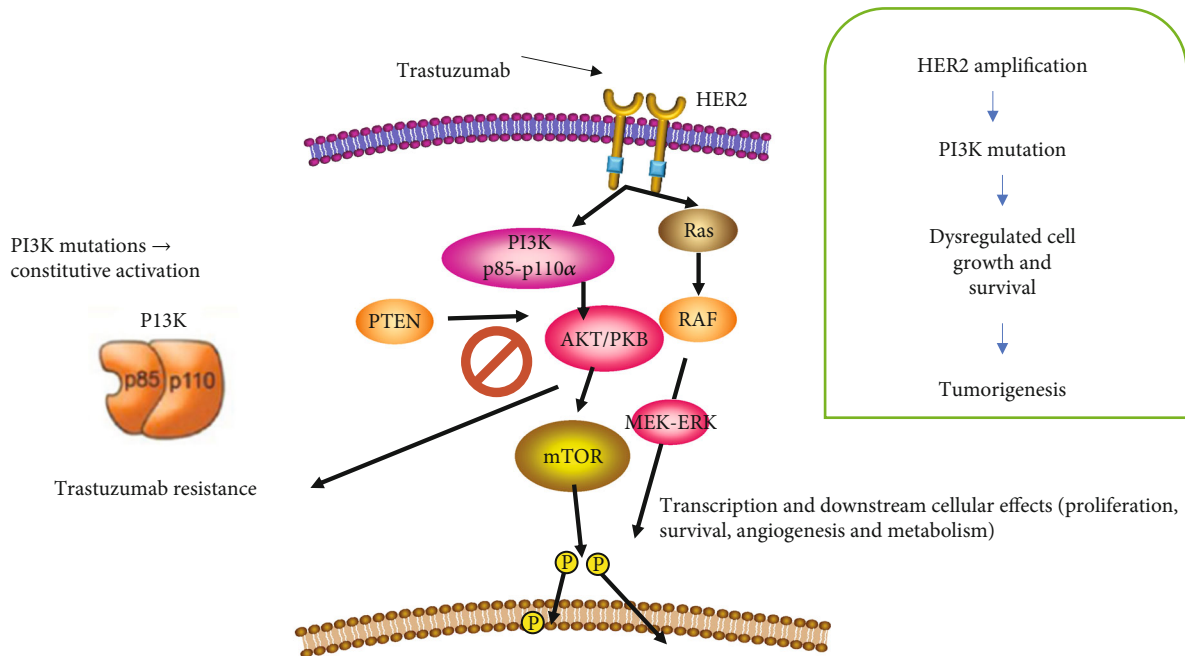 Trastuzumab
HER2
PI3K
p85-p110α
Ras
PI3K mutations →
constitutive activation
P13K
p85 p110
PTEN
AKT/PKB
RAF
MEK-ERK
mTOR
Trastuzumab resistance
Transcription and downstream cellular effects (proliferation,
survival, angiogenesis and metabolism)
P
P
P
HER2 amplification
PI3K mutation
Dysregulated cell
growth and
survival
Tumorigenesis